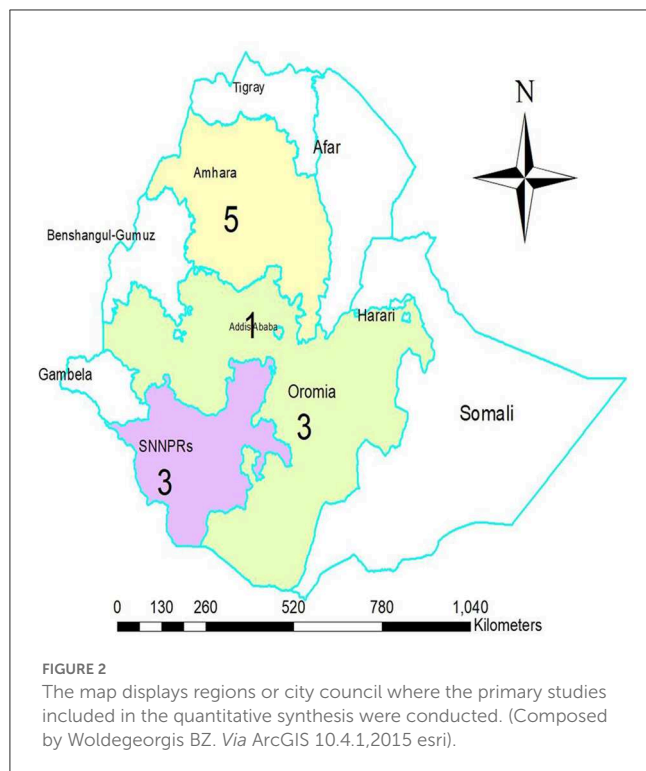 Tigray
N
Afar
Amhara
5
Benshangul-Gumuz
1
Addis Ababa
Harari
Gambela
Oromia
Somali
3
SNNPRs
3
0 130 260 520 780 1,040
Kilometers
FIGURE 2
The map displays regions or city council where the primary studies
included in the quantitative synthesis were conducted. (Composed
by Woldegeorgis BZ. Via ArcGIS 10.4.1,2015 esri).